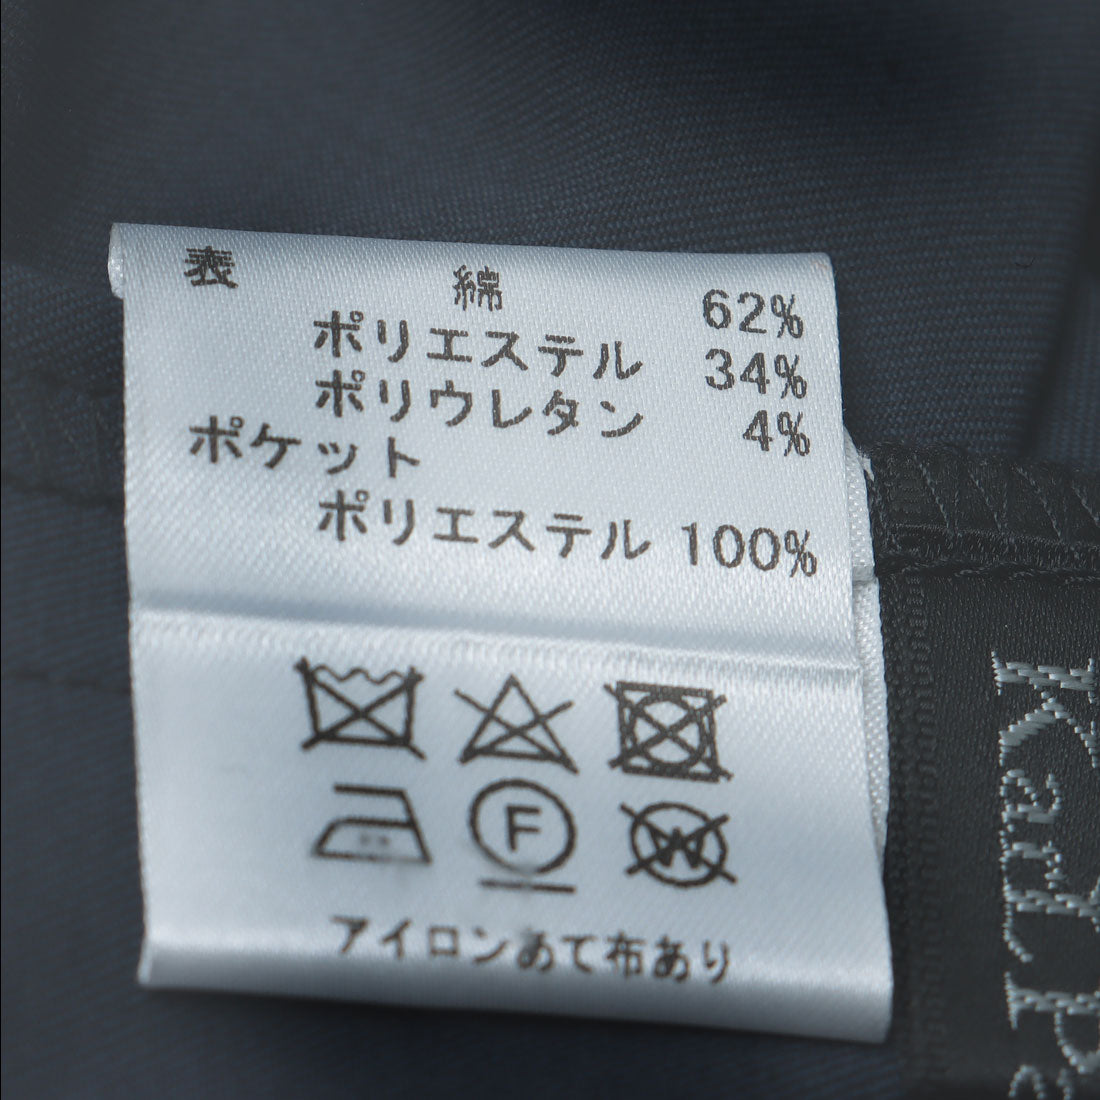 表
綿 62%
ポリエステル 34%
ポリウレタン 4%
ポケット
ポリエステル 100%
F
W
アイロンあて布あり